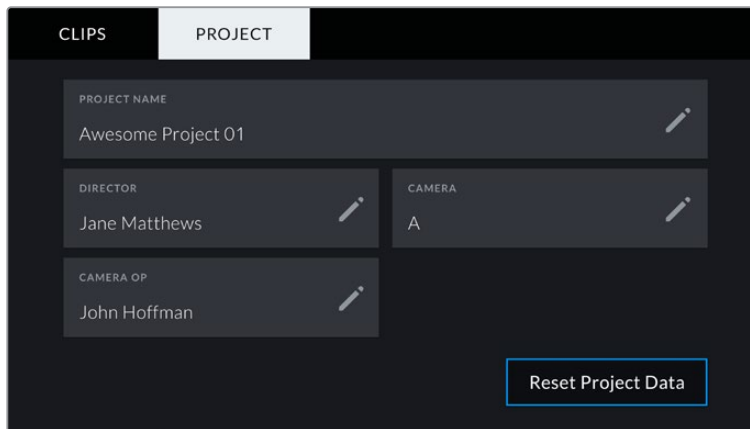 CLIPS PROJECT
PROJECT NAME
Awesome Project 01
DIRECTOR
Jane Matthews
CAMERA
A
CAMERA OP
John Hoffman
Reset Project Data